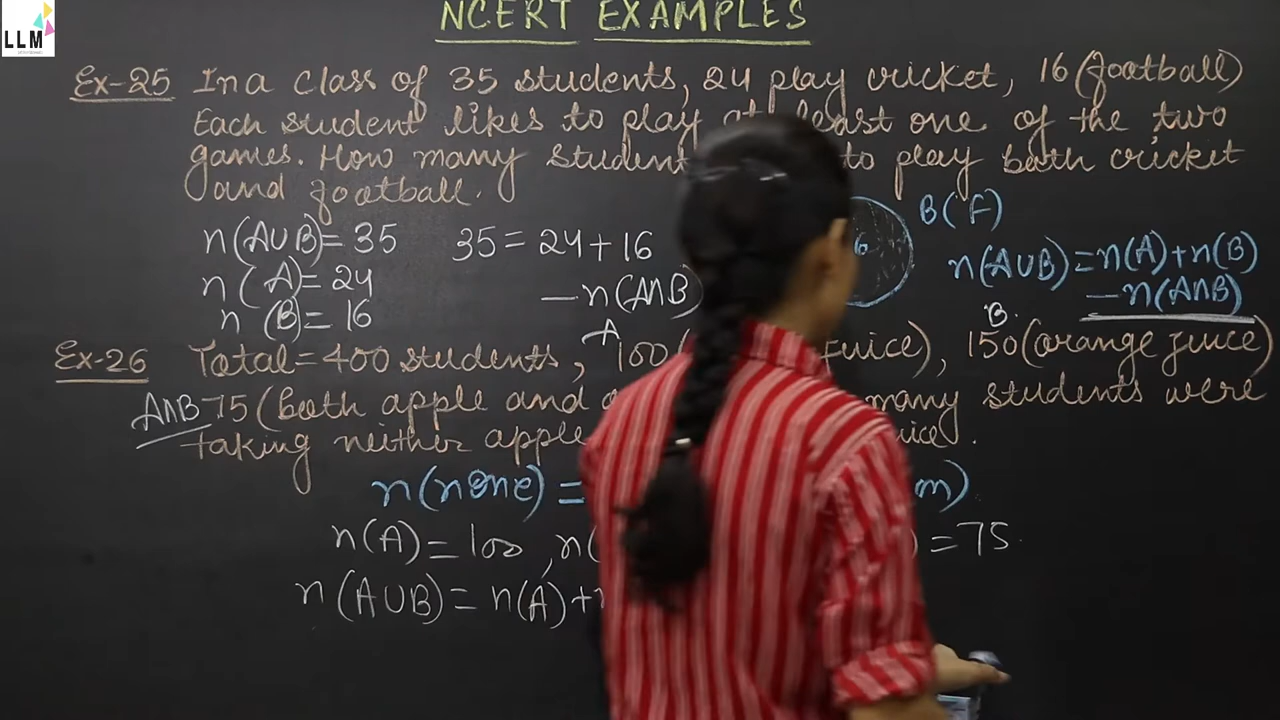 LLM
NCERT EXAMPLES
Ex-25 In a class of 35 students, 24 play cricket, 16 (football)
Each student likes to play at least one of the two
games. How many student to play both cricket
and football.
B(F)
n(A∪B)= 35 35 = 24+ 16
n(A∪B)=n(A)+n(B)
n(A)= 24 -n(A∩B)
-n(A∩B)
n(B)= 16
A B
Ex-26 Total=400 students, 100( juice), 150(orange juice)
A∩B 75(both apple and many students were
taking neither apple juice.
n(none) =
n(A)=100, n( ) =75
n(A∪B)= n(A)+